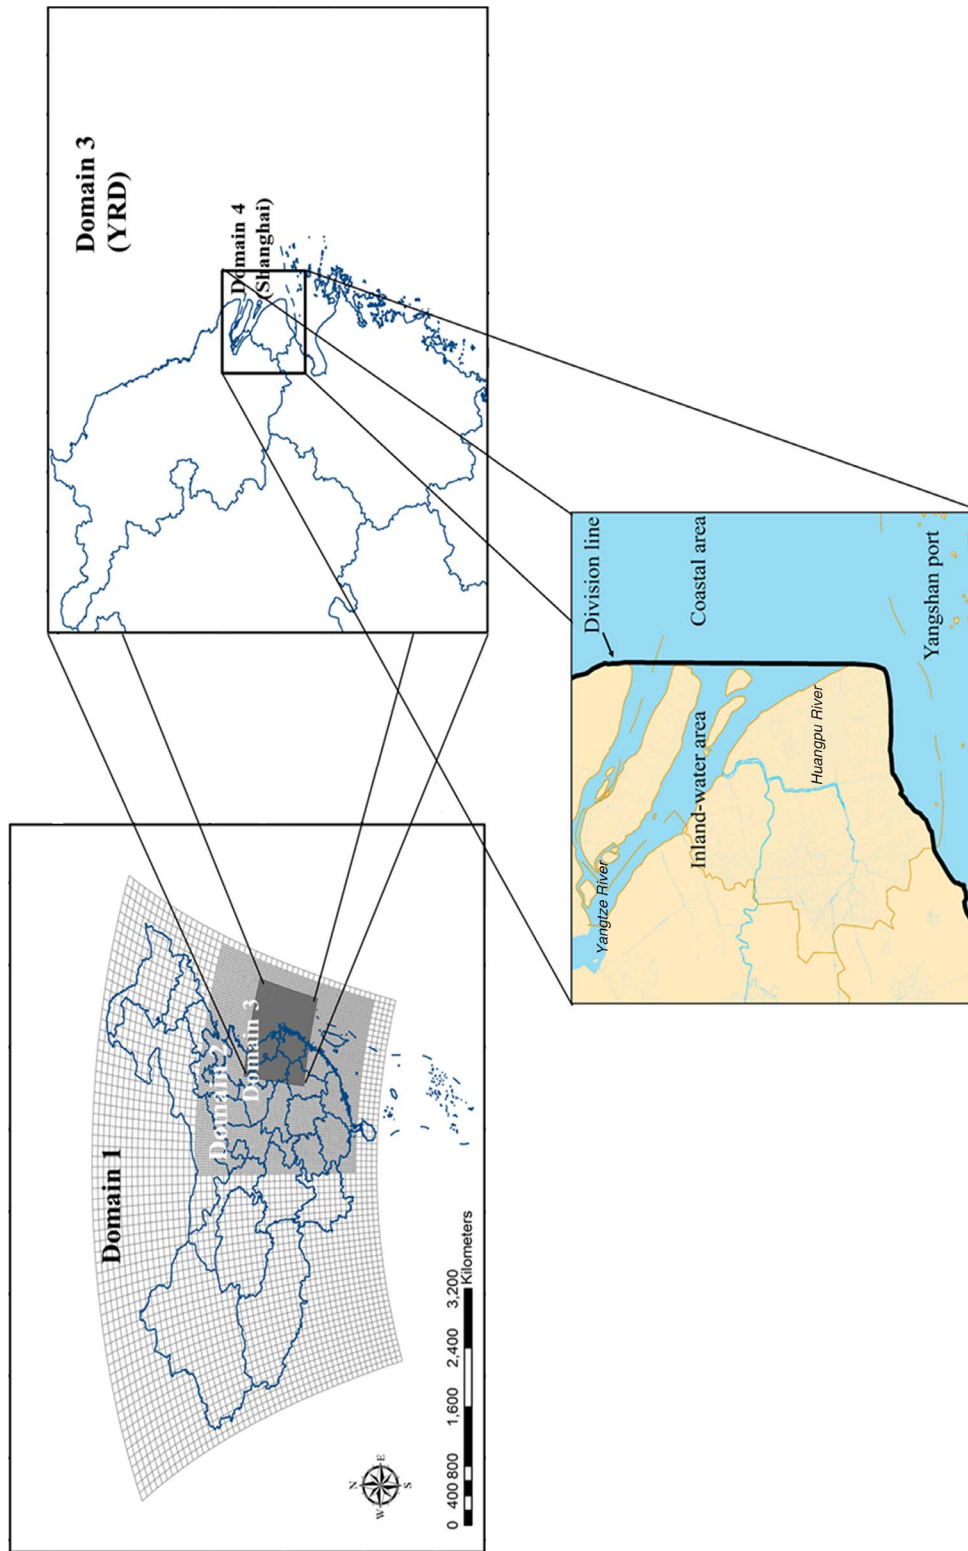 Domain 1
Domain 2
Domain 3
N
W
E
S
0 400 800 1,600 2,400 3,200
Kilometers
Domain 3
(YRD)
Domain 4
(Shanghai)
Division line
Yangtze River
Inland-water area
Coastal area
Huangpu River
Yangshan port